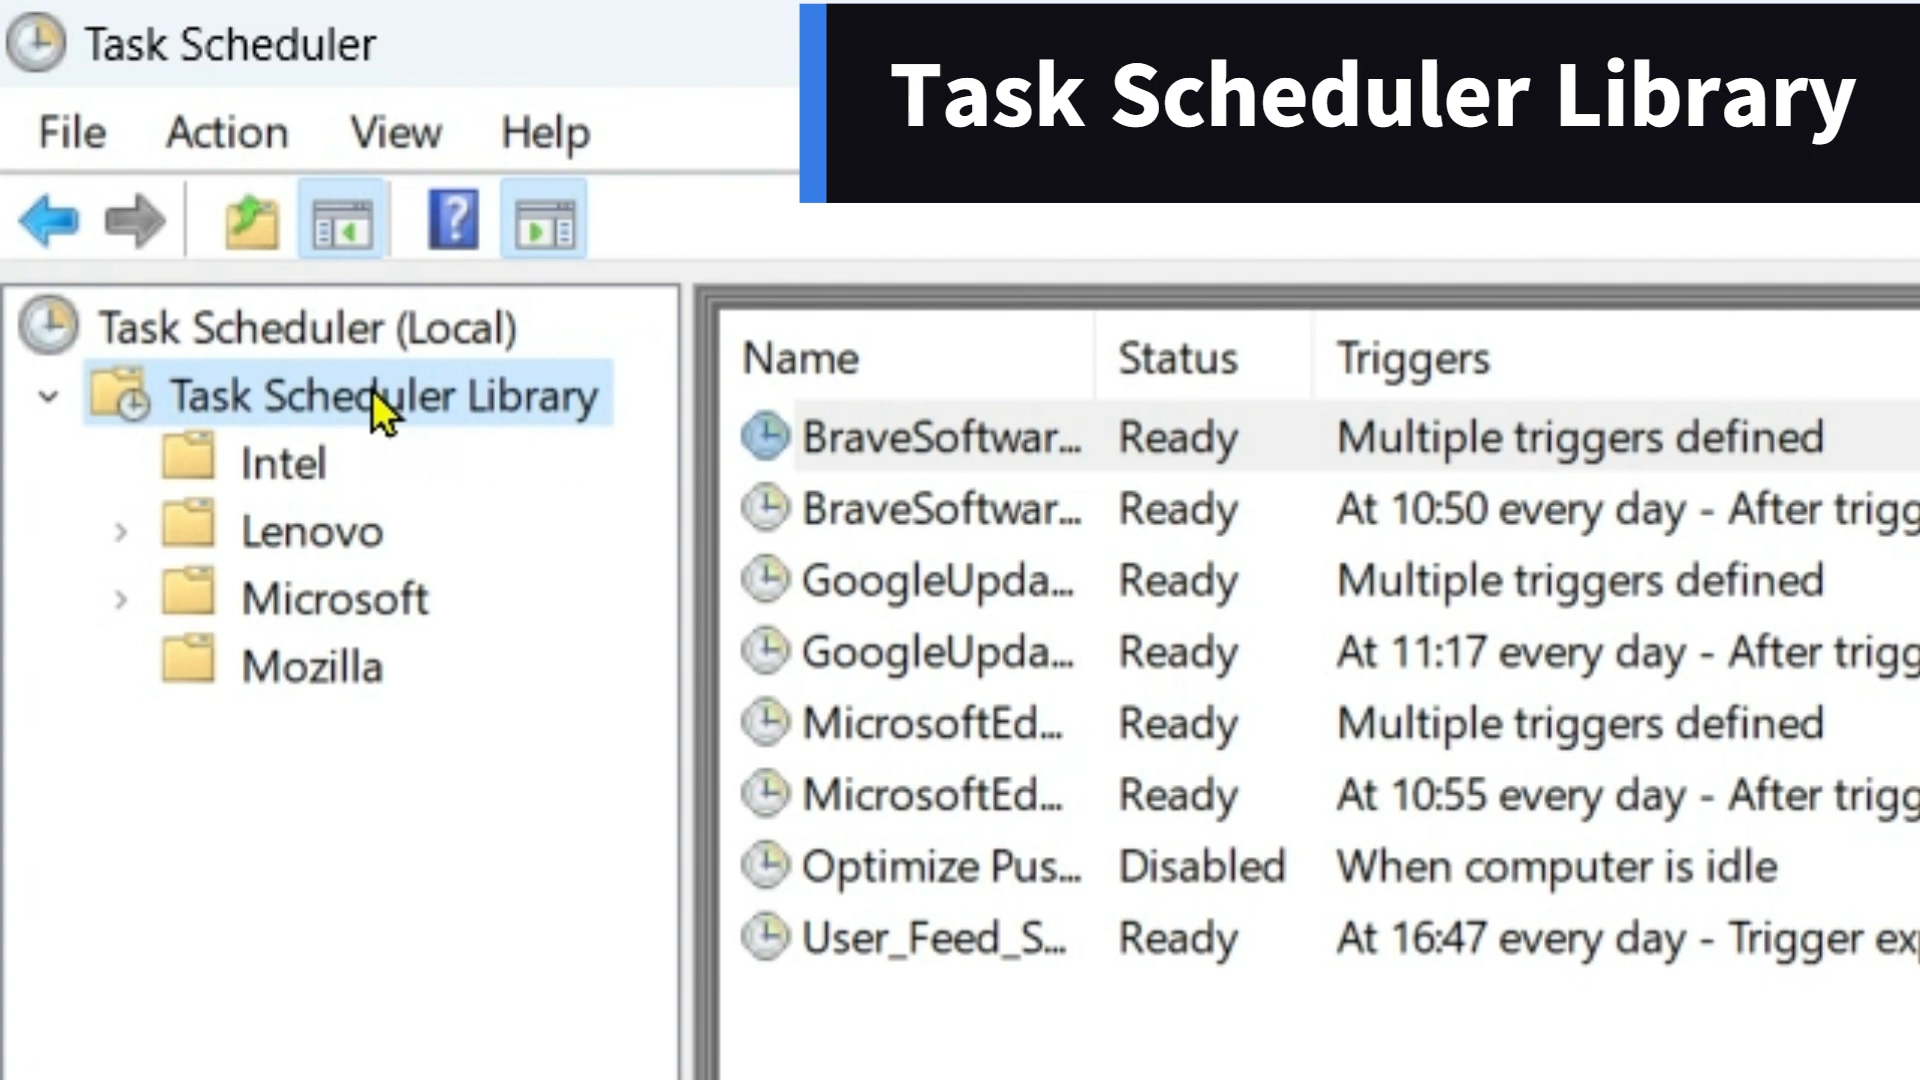 Task Scheduler
Task Scheduler Library
File Action View Help
Task Scheduler (Local)
Task Scheduler Library
Intel
Lenovo
Microsoft
Mozilla
Name Status Triggers
BraveSoftwar... Ready Multiple triggers defined
BraveSoftwar... Ready At 10:50 every day - After trigg
GoogleUpda... Ready Multiple triggers defined
GoogleUpda... Ready At 11:17 every day - After trigg
MicrosoftEd... Ready Multiple triggers defined
MicrosoftEd... Ready At 10:55 every day - After trigg
Optimize Pus... Disabled When computer is idle
User_Feed_S... Ready At 16:47 every day - Trigger exp